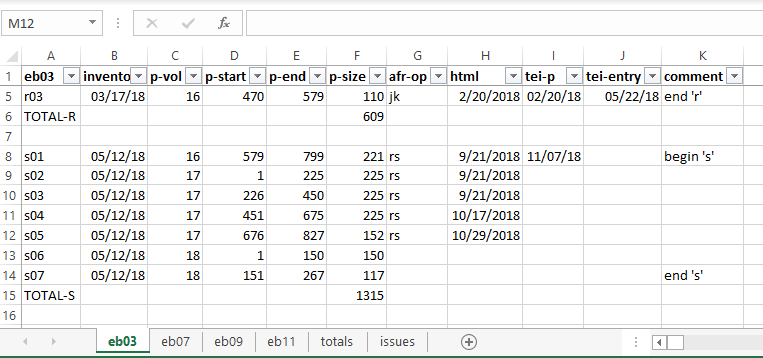 M12 fx
A B C D E F G H I J K
1 eb03 invento p-vol p-start p-end p-size afr-op html tei-p tei-entry comment
5 r03 03/17/18 16 470 579 110 jk 2/20/2018 02/20/18 05/22/18 end 'r'
6 TOTAL-R 609
7
8 s01 05/12/18 16 579 799 221 rs 9/21/2018 11/07/18 begin 's'
9 s02 05/12/18 17 1 225 225 rs 9/21/2018
10 s03 05/12/18 17 226 450 225 rs 9/21/2018
11 s04 05/12/18 17 451 675 225 rs 10/17/2018
12 s05 05/12/18 17 676 827 152 rs 10/29/2018
13 s06 05/12/18 18 1 150 150
14 s07 05/12/18 18 151 267 117 end 's'
15 TOTAL-S 1315
16
eb03 eb07 eb09 eb11 totals issues